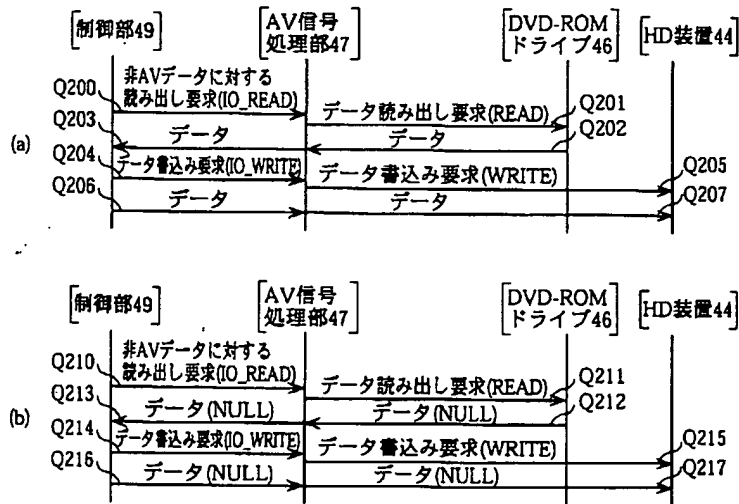 制御部49
AV信号
処理部47
DVD-ROM
ドライブ46
HD装置44
(a)
Q200
非AVデータに対する
読み出し要求(IO_READ)
データ読み出し要求(READ)
Q201
Q203
データ
データ
Q202
Q204
データ書込み要求(IO_WRITE)
データ書込み要求(WRITE)
Q205
Q206
データ
データ
Q207
制御部49
AV信号
処理部47
DVD-ROM
ドライブ46
HD装置44
(b)
Q210
非AVデータに対する
読み出し要求(IO_READ)
データ読み出し要求(READ)
Q211
Q213
データ(NULL)
データ(NULL)
Q212
Q214
データ書込み要求(IO_WRITE)
データ書込み要求(WRITE)
Q215
Q216
データ(NULL)
データ(NULL)
Q217